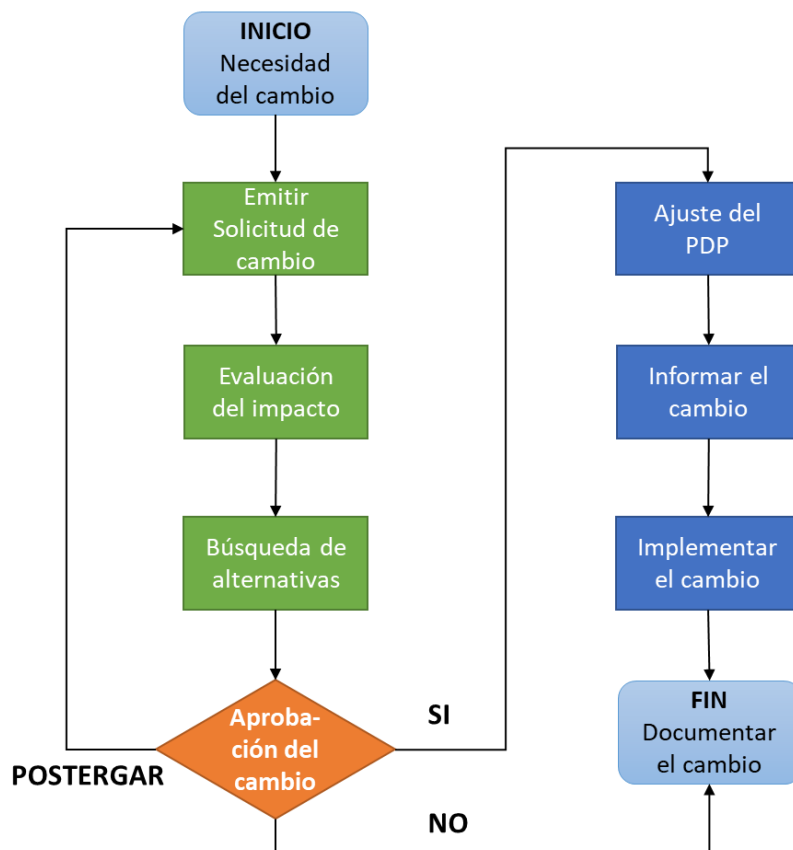 INICIO
Necesidad
del cambio
Emitir
Solicitud de
cambio
Evaluación
del impacto
Búsqueda de
alternativas
Aproba-
ción del
cambio
POSTERGAR
SI
NO
Ajuste del
PDP
Informar el
cambio
Implementar
el cambio
FIN
Documentar
el cambio